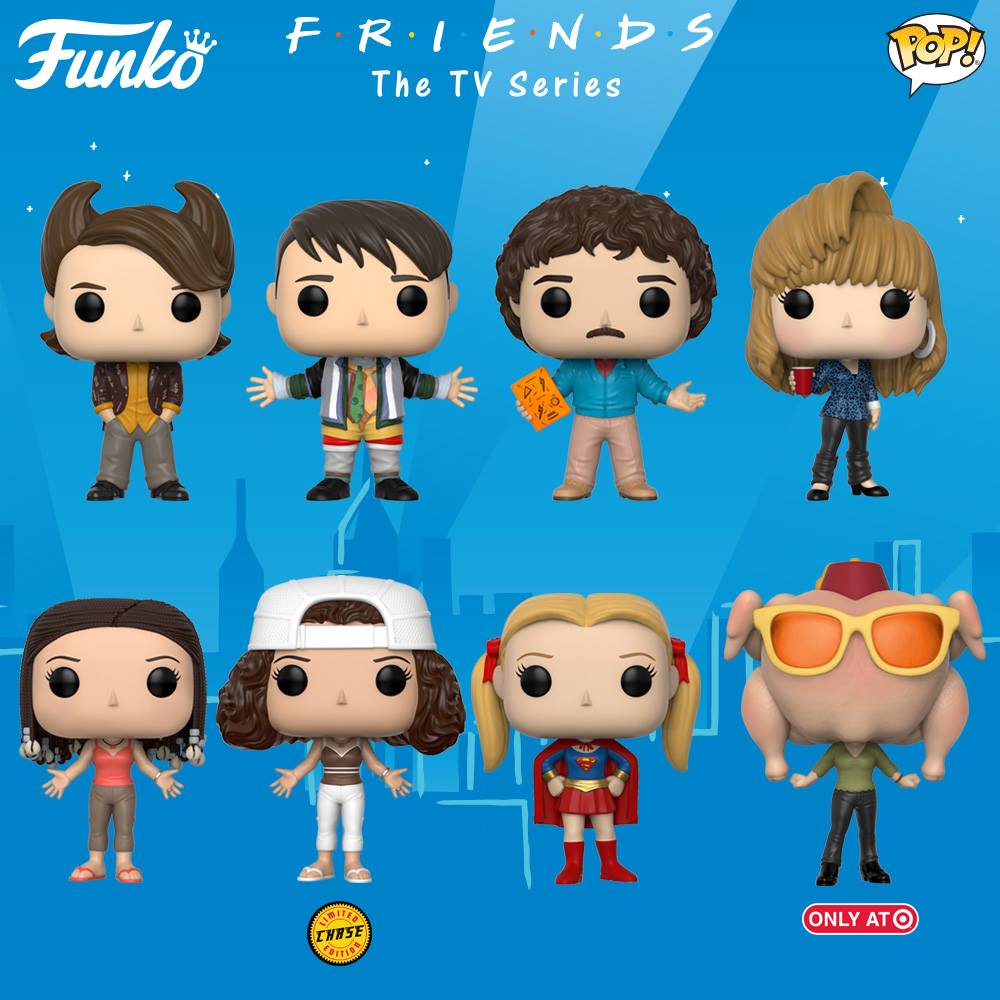 Funko
F·R·I·E·N·D·S
POP!
The TV Series
LIMITED
CHASE
EDITION
ONLY AT